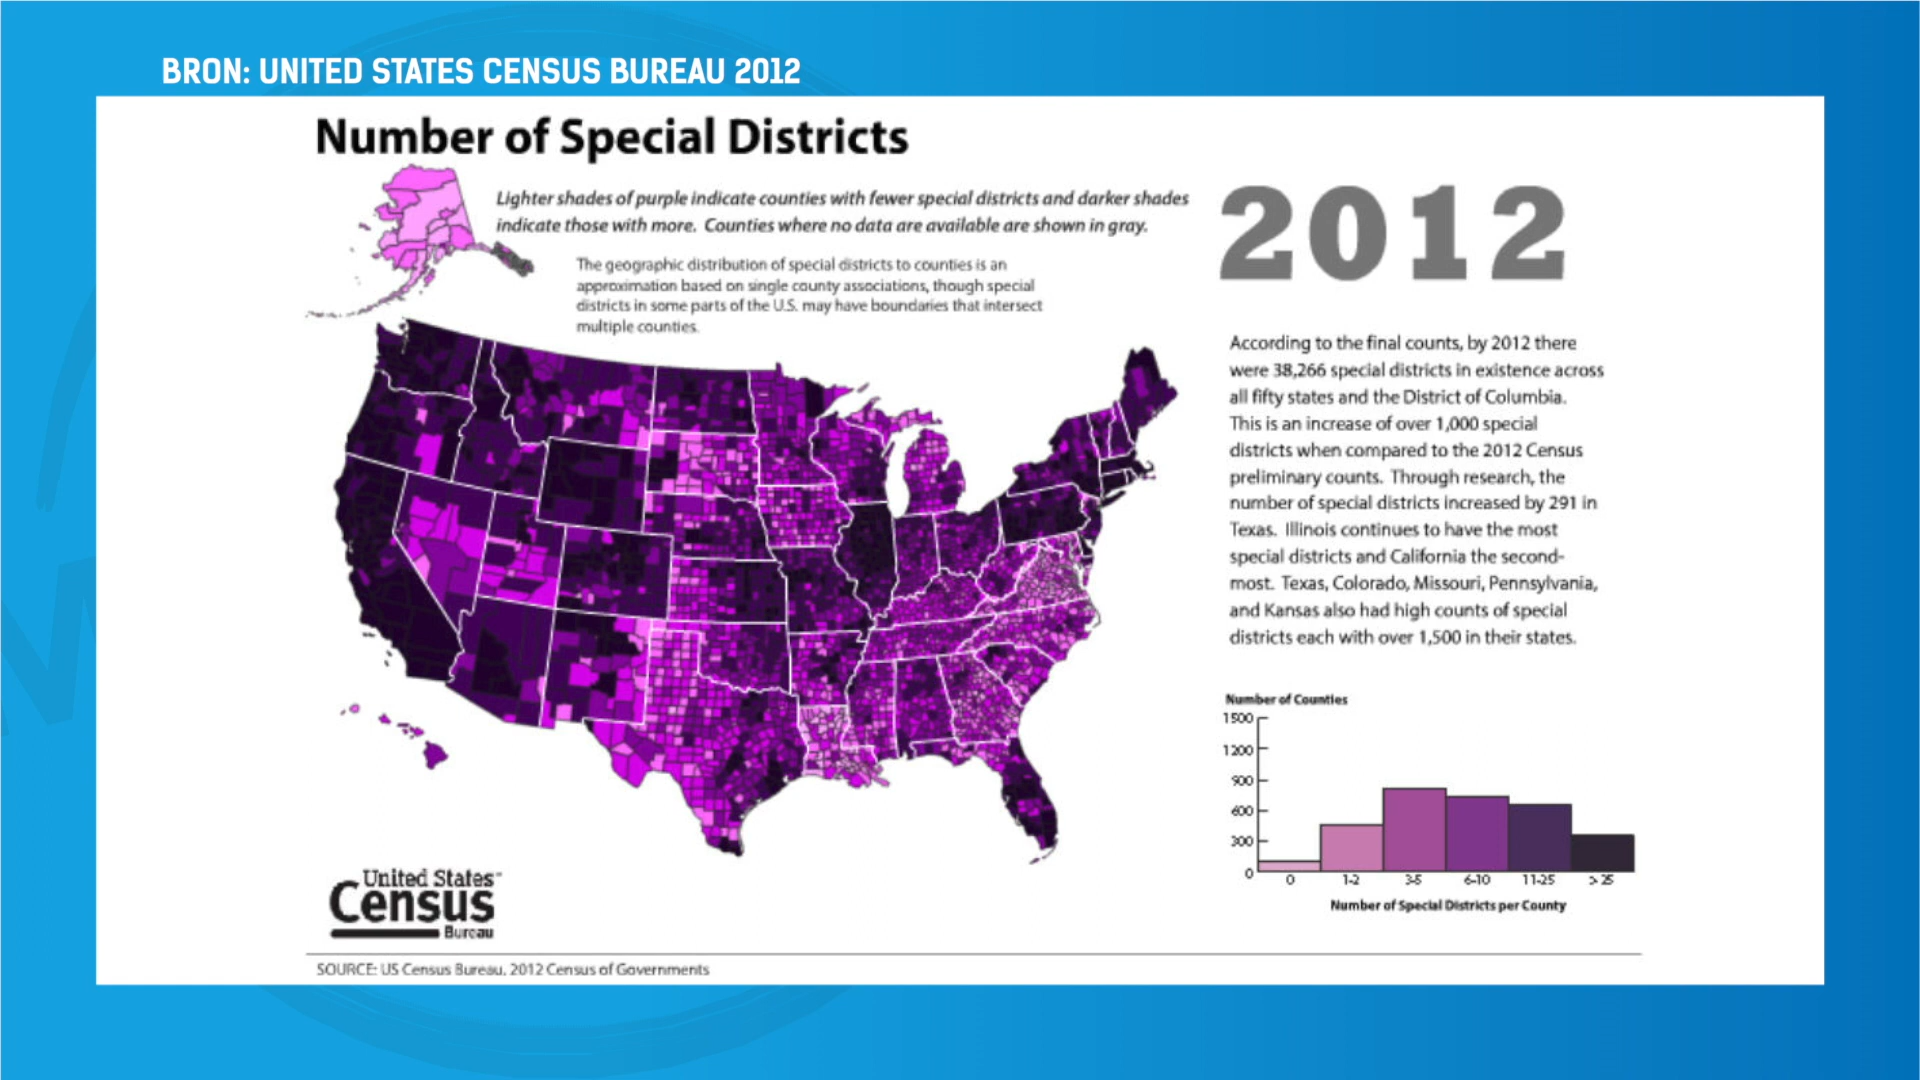 BRON: UNITED STATES CENSUS BUREAU 2012
Number of Special Districts
Lighter shades of purple indicate counties with fewer special districts and darker shades
indicate those with more. Counties where no data are available are shown in gray.
The geographic distribution of special districts to counties is an
approximation based on single county associations, though special
districts in some parts of the U.S. may have boundaries that intersect
multiple counties.
2012
According to the final counts, by 2012 there
were 38,266 special districts in existence across
all fifty states and the District of Columbia.
This is an increase of over 1,000 special
districts when compared to the 2012 Census
preliminary counts. Through research, the
number of special districts increased by 291 in
Texas. Illinois continues to have the most
special districts and California the second-
most. Texas, Colorado, Missouri, Pennsylvania,
and Kansas also had high counts of special
districts each with over 1,500 in their states.
Number of Counties
1500
1200
900
600
300
0
0 1-2 3-5 6-10 11-25 > 25
Number of Special Districts per County
United States™
Census
Bureau
SOURCE: US Census Bureau, 2012 Census of Governments